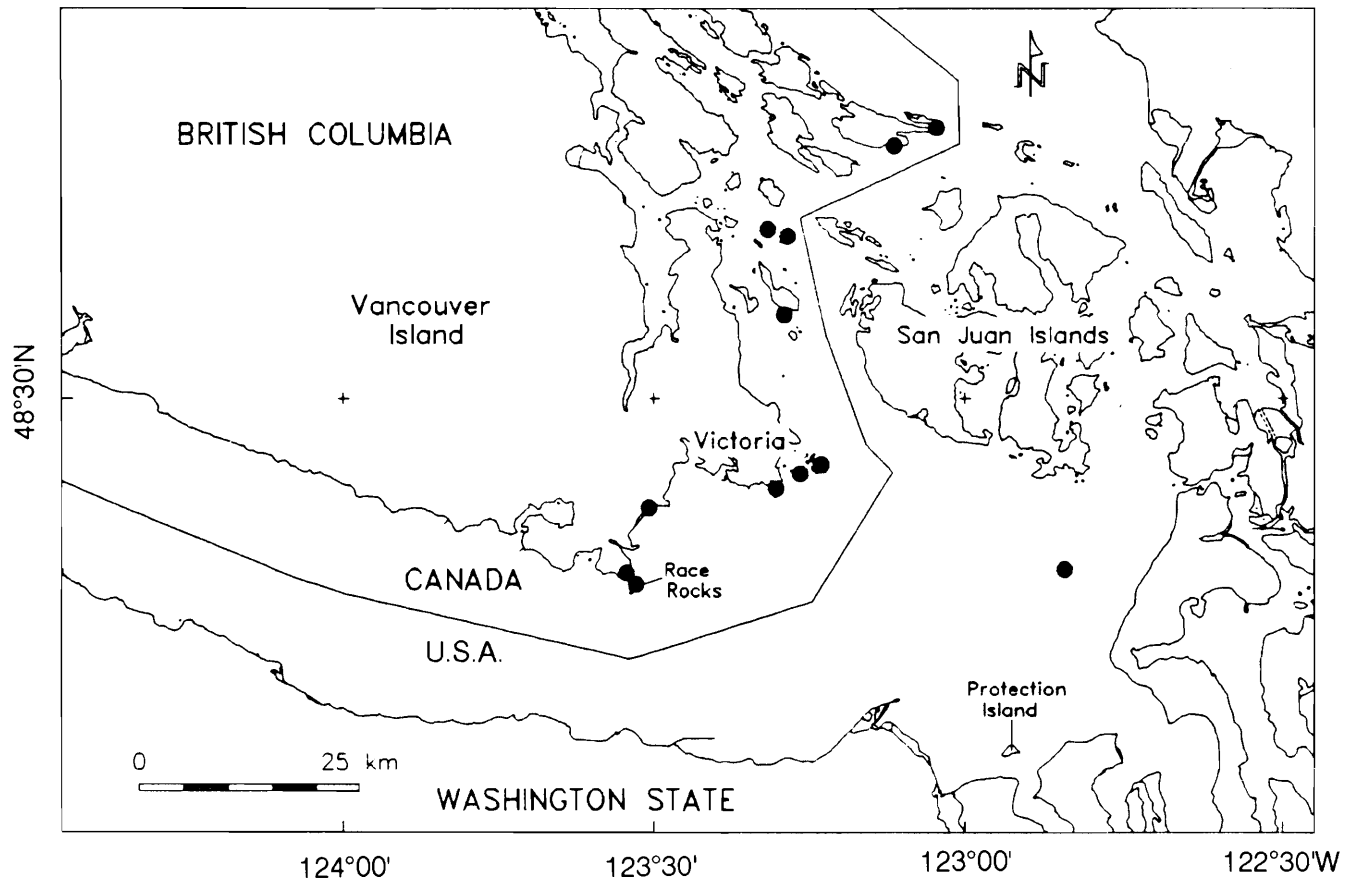 N
BRITISH COLUMBIA
Vancouver
Island
San Juan Islands
48°30'N
Victoria
Race
Rocks
CANADA
U.S.A.
Protection
Island
0 25 km
WASHINGTON STATE
124°00' 123°30' 123°00' 122°30'W